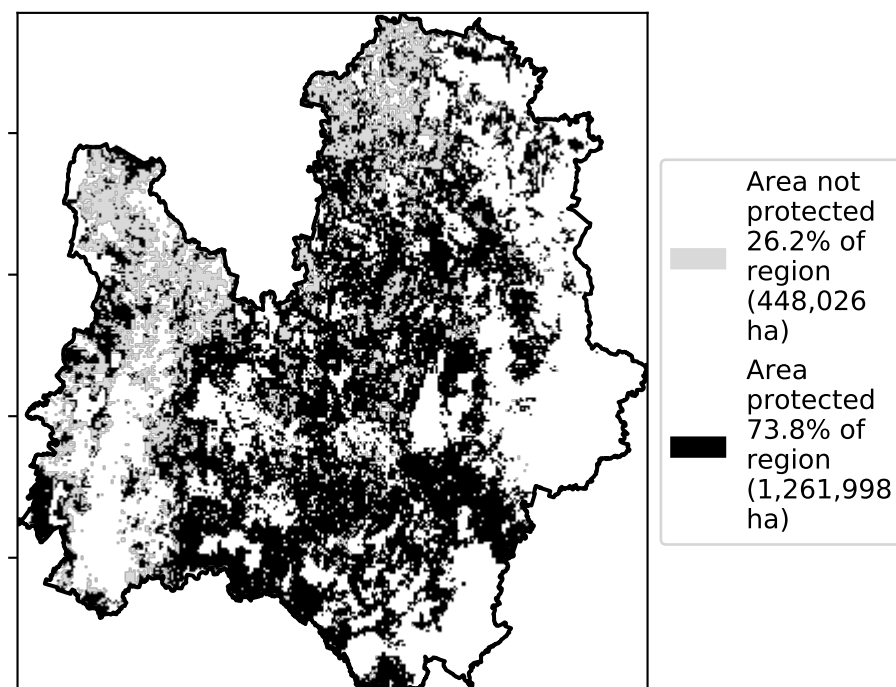 Area not
protected
26.2% of
region
(448,026
ha)
Area
protected
73.8% of
region
(1,261,998
ha)